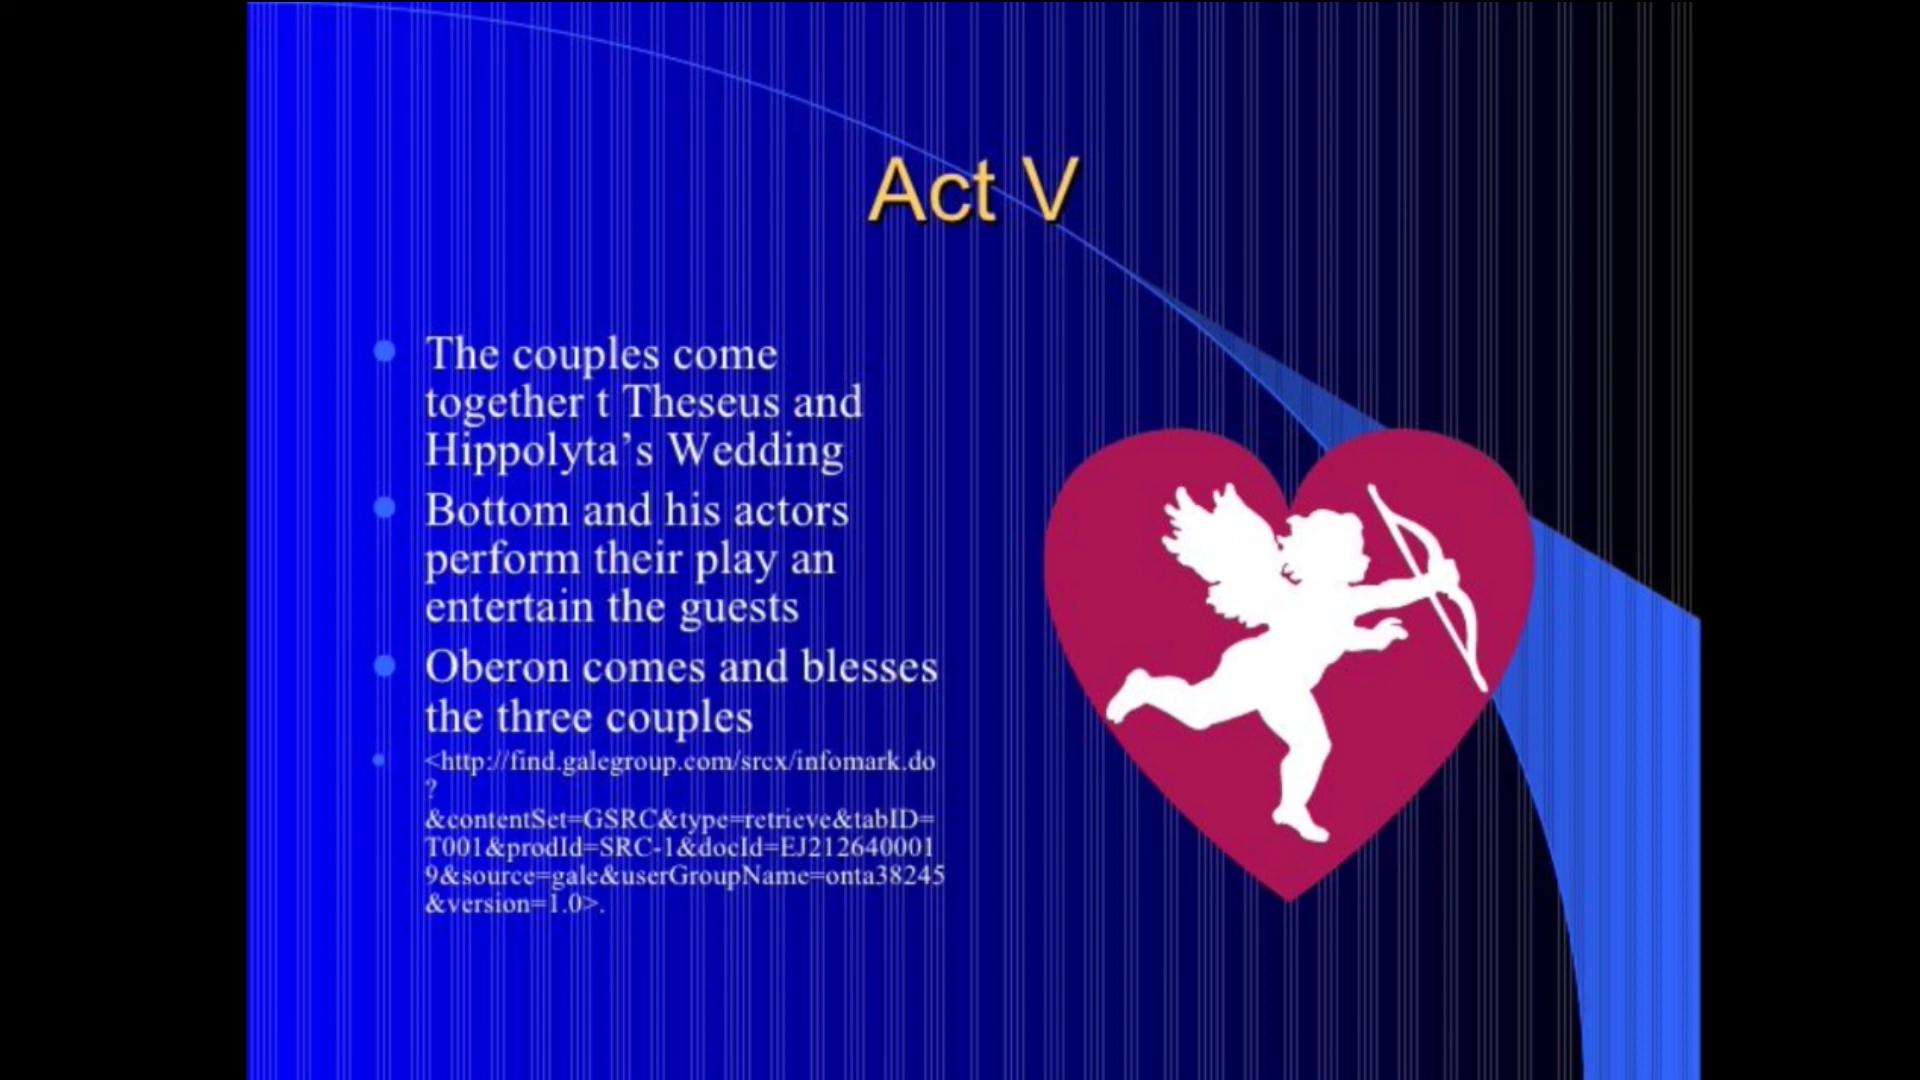 Act V
The couples come
together t Theseus and
Hippolyta’s Wedding
Bottom and his actors
perform their play an
entertain the guests
Oberon comes and blesses
the three couples
<http://find.galegroup.com/srcx/infomark.do
?
&contentSet=GSRC&type=retrieve&tabID=
T001&prodId=SRC-1&docId=EJ212640001
9&source=gale&userGroupName=onta38245
&version=1.0>.